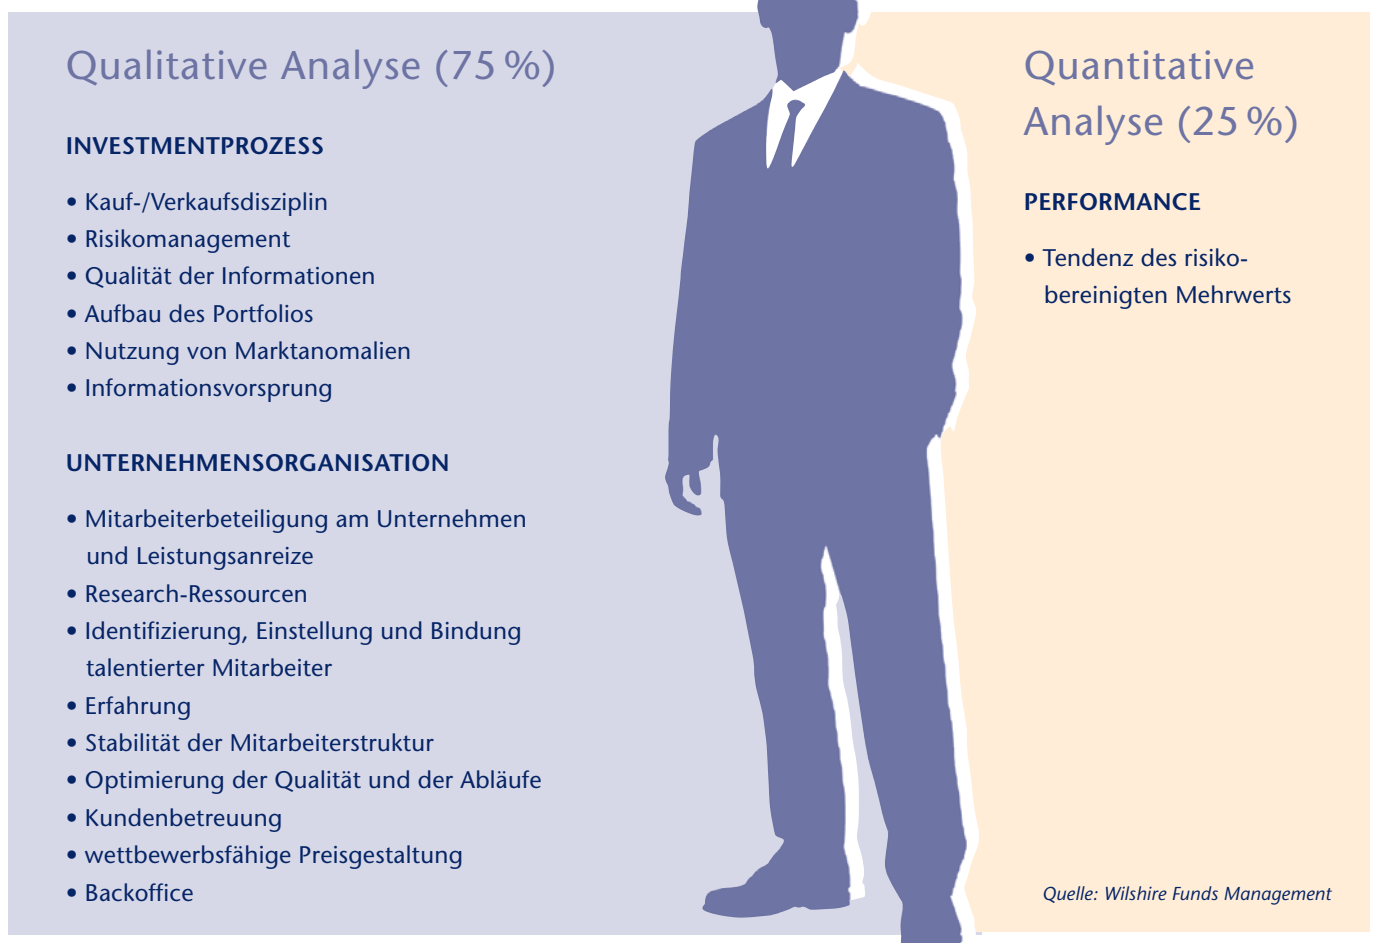 Qualitative Analyse (75 %)
INVESTMENTPROZESS
• Kauf-/Verkaufsdisziplin
• Risikomanagement
• Qualität der Informationen
• Aufbau des Portfolios
• Nutzung von Marktanomalien
• Informationsvorsprung
UNTERNEHMENSORGANISATION
• Mitarbeiterbeteiligung am Unternehmen
und Leistungsanreize
• Research-Ressourcen
• Identifizierung, Einstellung und Bindung
talentierter Mitarbeiter
• Erfahrung
• Stabilität der Mitarbeiterstruktur
• Optimierung der Qualität und der Abläufe
• Kundenbetreuung
• wettbewerbsfähige Preisgestaltung
• Backoffice
Quantitative
Analyse (25 %)
PERFORMANCE
• Tendenz des risiko-
bereinigten Mehrwerts
Quelle: Wilshire Funds Management